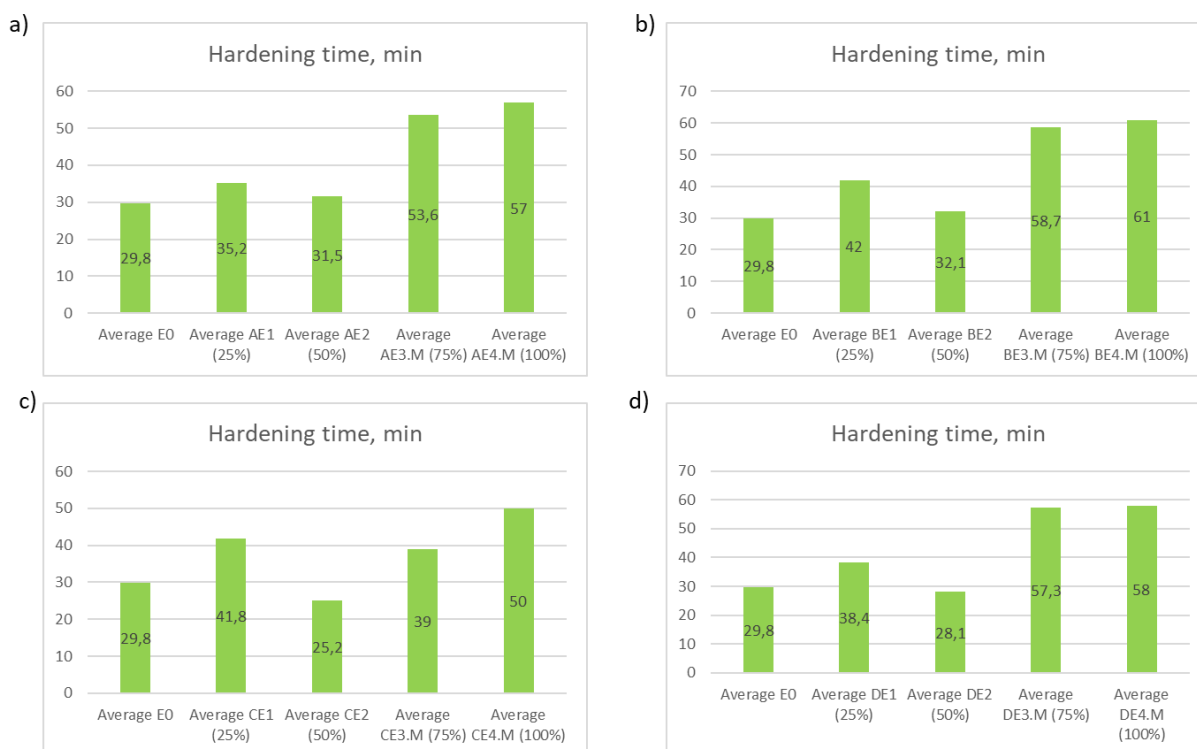 a)
Hardening time, min
60
50
40
30
20
10
0
29,8
35,2
31,5
53,6
57
Average E0
Average AE1
(25%)
Average AE2
(50%)
Average
AE3.M (75%)
Average
AE4.M (100%)
b)
Hardening time, min
70
60
50
40
30
20
10
0
29,8
42
32,1
58,7
61
Average E0
Average BE1
(25%)
Average BE2
(50%)
Average
BE3.M (75%)
Average
BE4.M (100%)
c)
Hardening time, min
60
50
40
30
20
10
0
29,8
41,8
25,2
39
50
Average E0
Average CE1
(25%)
Average CE2
(50%)
Average
CE3.M (75%)
Average
CE4.M (100%)
d)
Hardening time, min
70
60
50
40
30
20
10
0
29,8
38,4
28,1
57,3
58
Average E0
Average DE1
(25%)
Average DE2
(50%)
Average
DE3.M (75%)
Average
DE4.M
(100%)